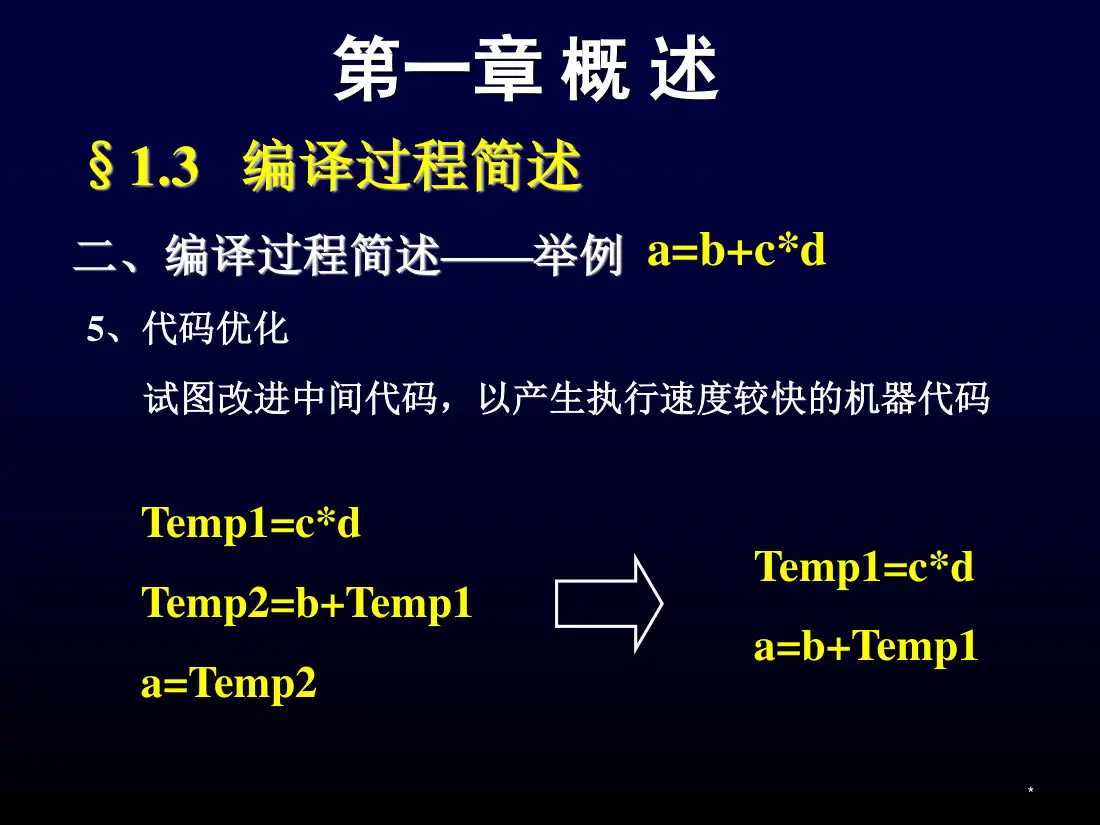 第一章 概 述
§1.3 编译过程简述
二、编译过程简述——举例 a=b+c*d
5、代码优化
试图改进中间代码，以产生执行速度较快的机器代码
Temp1=c*d
Temp2=b+Temp1
a=Temp2
Temp1=c*d
a=b+Temp1
*